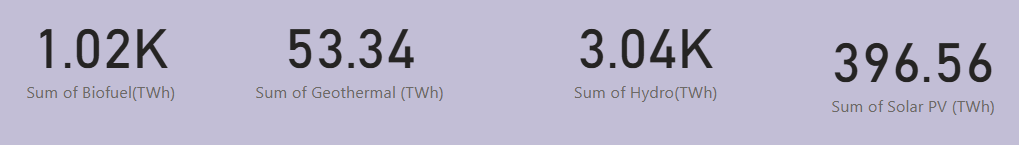 1.02K
Sum of Biofuel(TWh)
53.34
Sum of Geothermal (TWh)
3.04K
Sum of Hydro(TWh)
396.56
Sum of Solar PV (TWh)